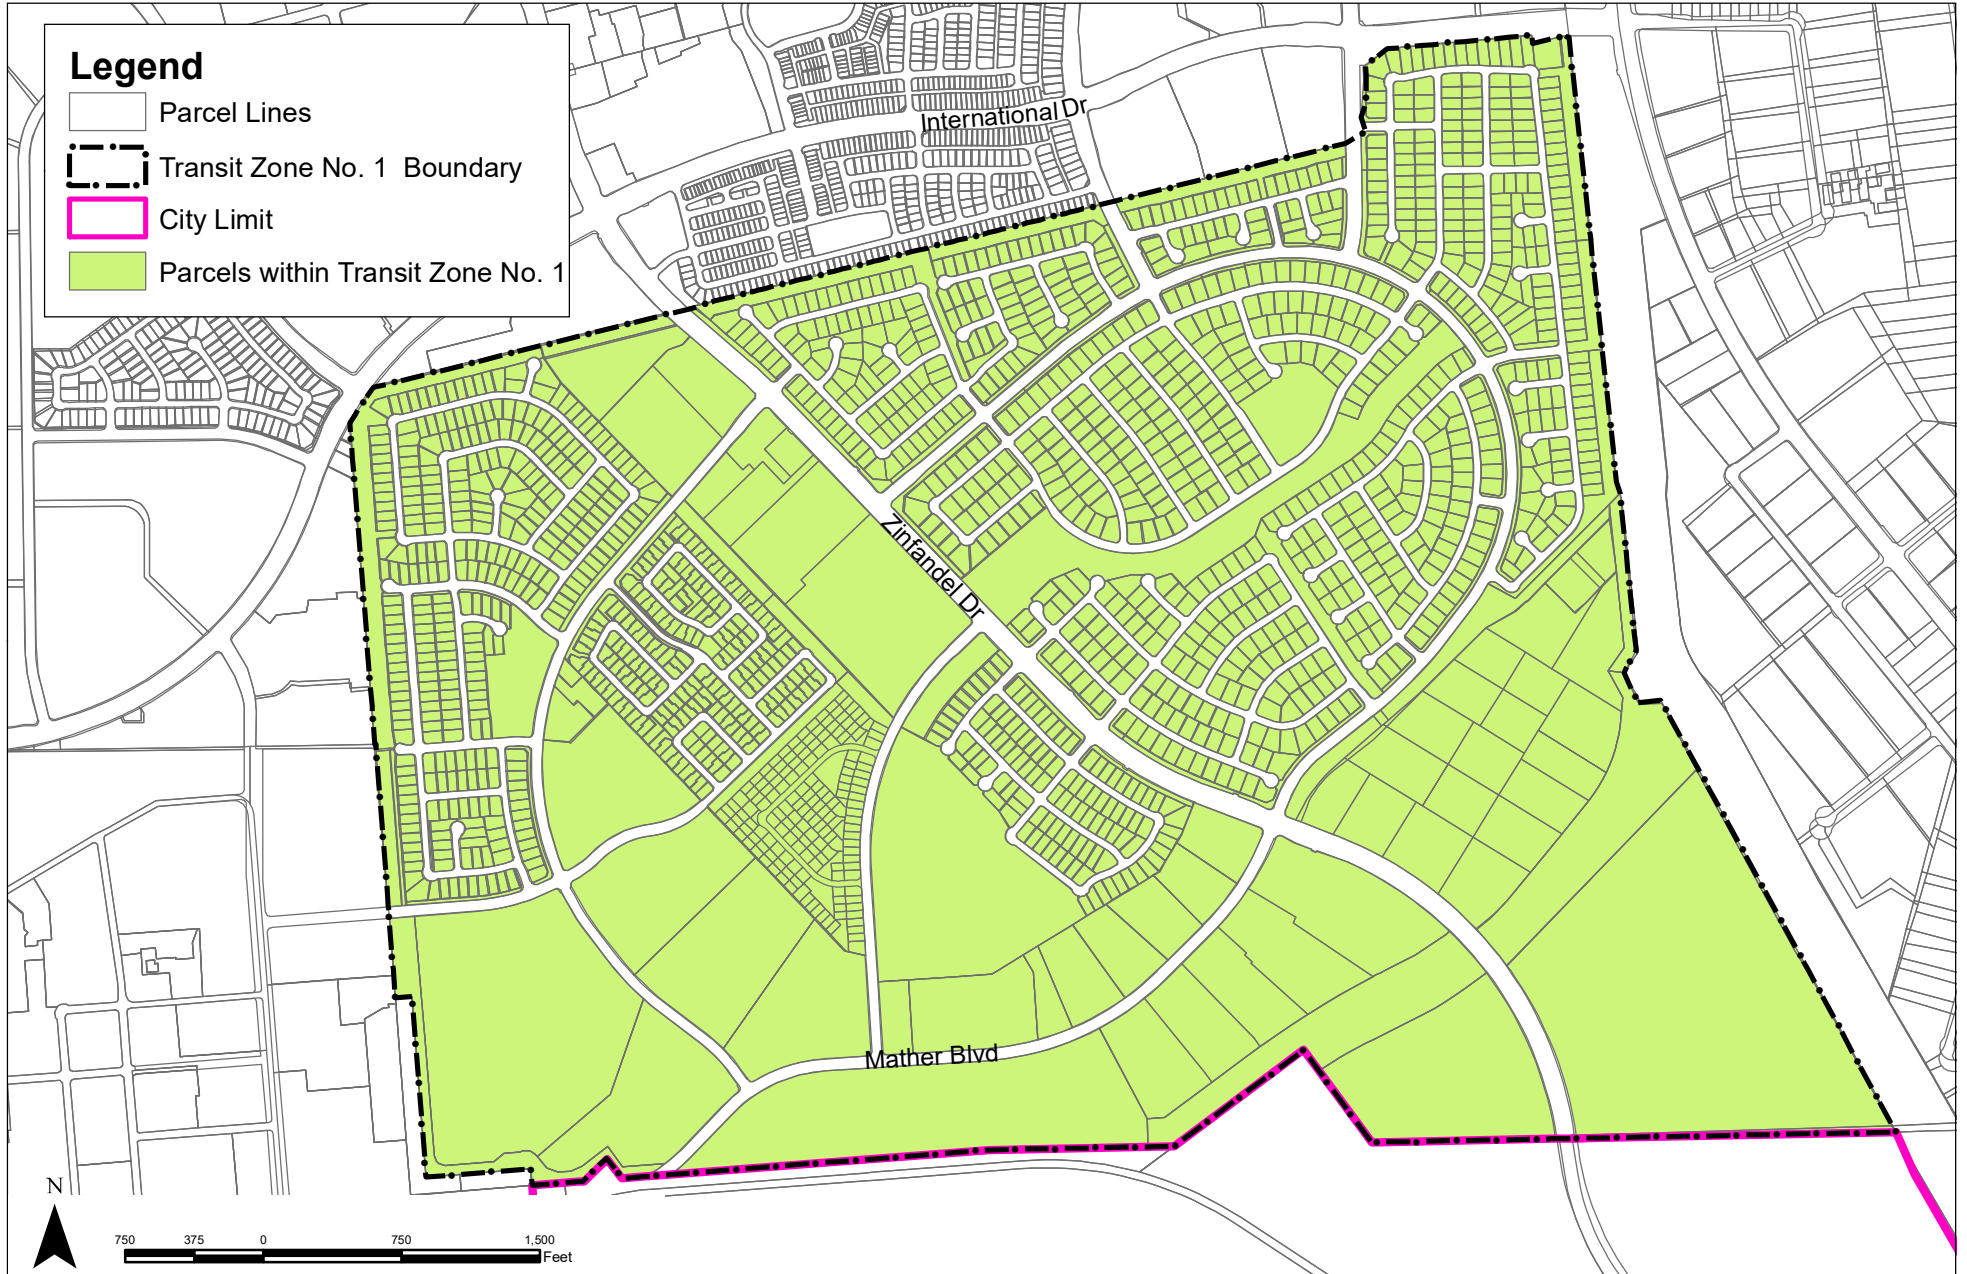 Legend
Parcel Lines
Transit Zone No. 1 Boundary
City Limit
Parcels within Transit Zone No. 1
International Dr
Zinfandel Dr
Mather Blvd
N
750 375 0 750 1,500
Feet